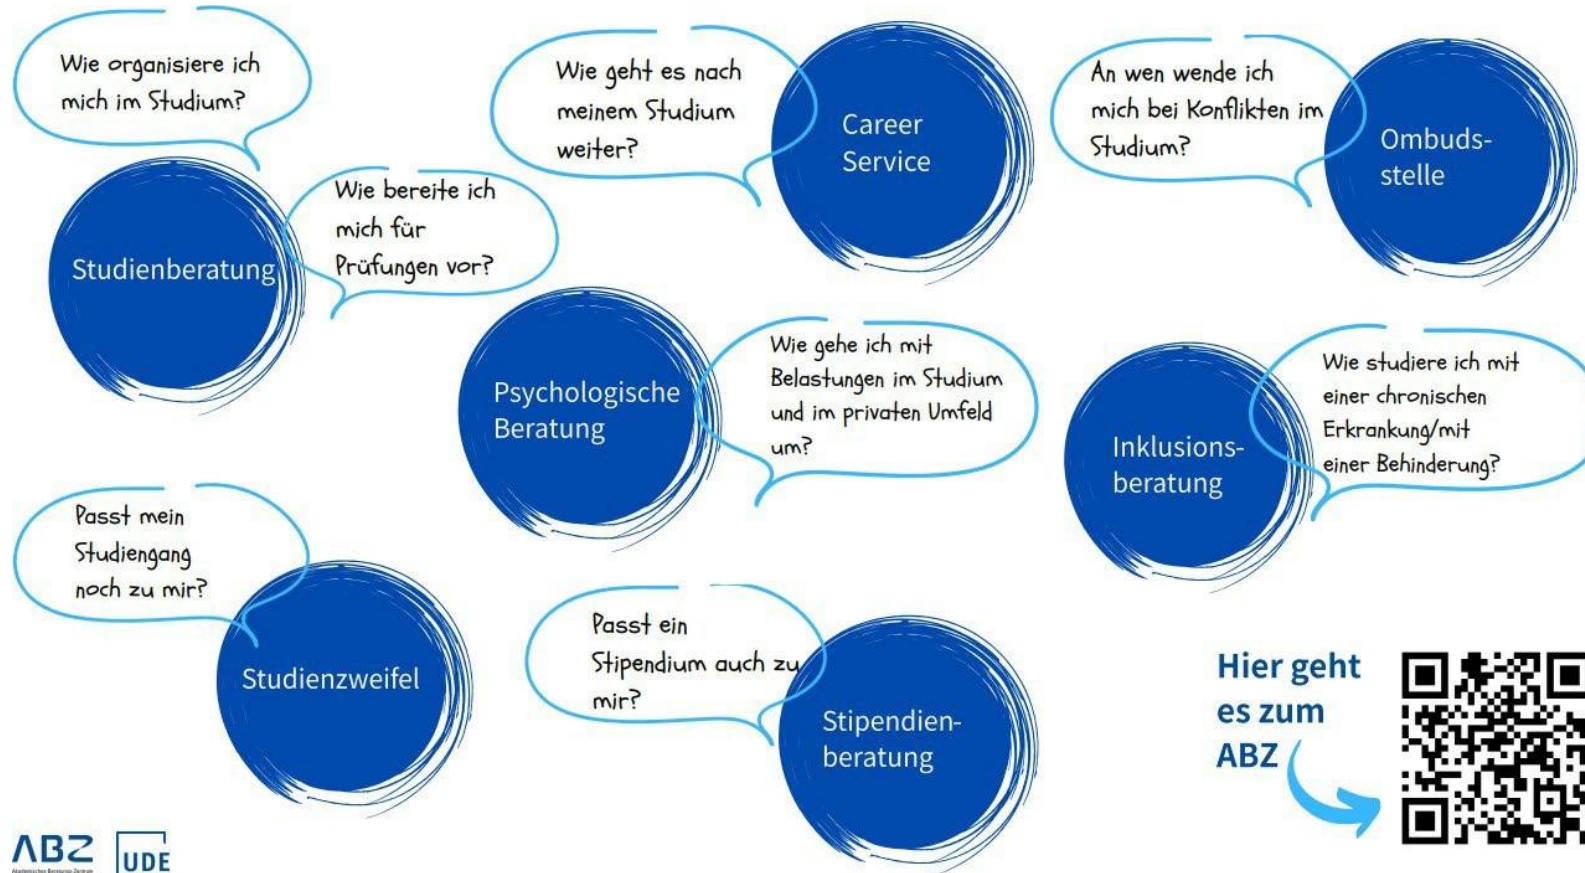 Wie organisiere ich
mich im Studium?
Studienberatung
Wie bereite ich
mich für
Prüfungen vor?
Wie geht es nach
meinem Studium
weiter?
Career
Service
An wen wende ich
mich bei Konflikten im
Studium?
Ombuds-
stelle
Psychologische
Beratung
Wie gehe ich mit
Belastungen im Studium
und im privaten Umfeld
um?
Inklusions-
beratung
Wie studiere ich mit
einer chronischen
Erkrankung/mit
einer Behinderung?
Passt mein
Studiengang
noch zu mir?
Studienzweifel
Passt ein
Stipendium auch zu
mir?
Stipendien-
beratung
Hier geht
es zum
ABZ
ABZ
Akademisches Beratungs-Zentrum
UDE